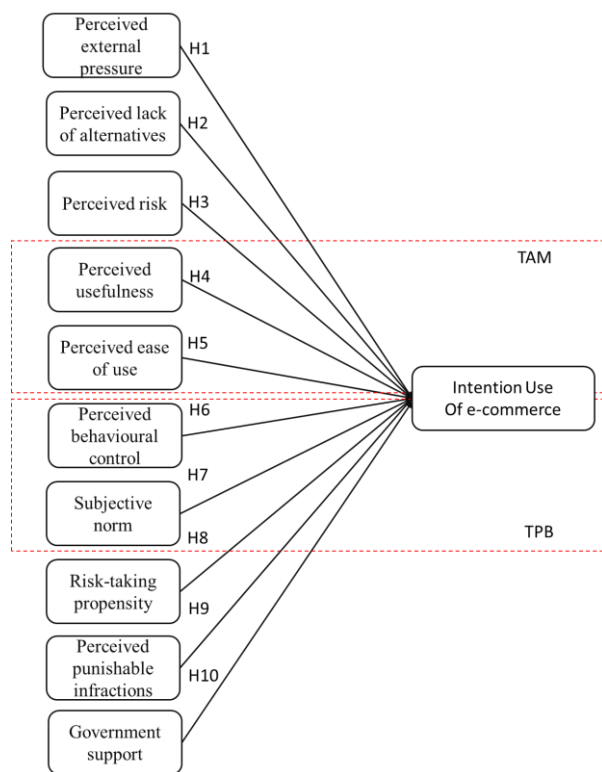 Perceived
external
pressure
H1
Perceived lack
of alternatives
H2
Perceived risk
H3
TAM
Perceived
usefulness
H4
Perceived ease
of use
H5
Intention Use
Of e-commerce
Perceived
behavioural
control
H6
Subjective
norm
H7
H8
TPB
Risk-taking
propensity
H9
Perceived
punishable
infractions
H10
Government
support